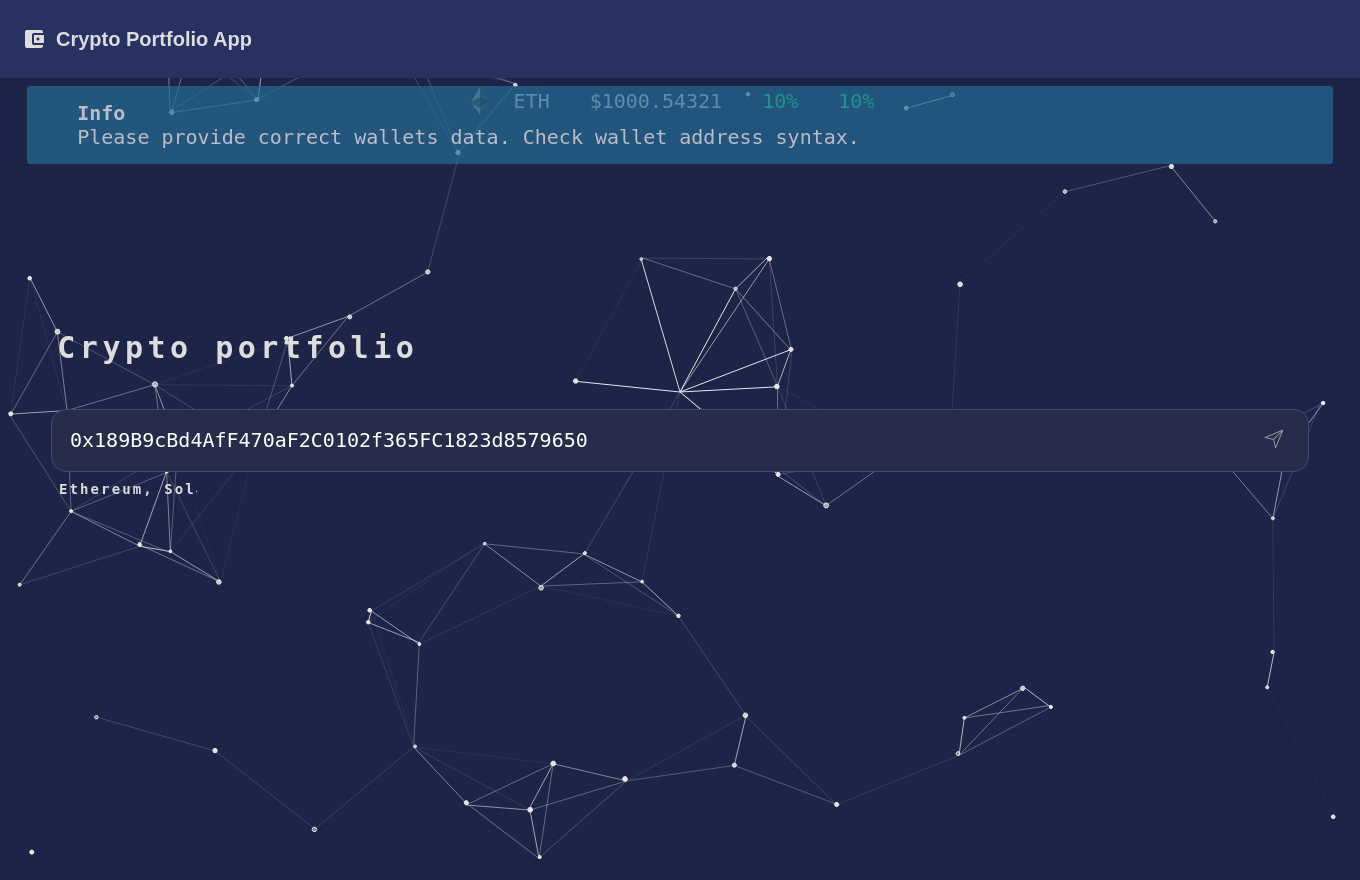 Crypto Portfolio App
ETH $1000.54321 10% 10%
Info
Please provide correct wallets data. Check wallet address syntax.
Crypto portfolio
0x189B9cBd4AfF470aF2C0102f365FC1823d8579650
Ethereum, Sol